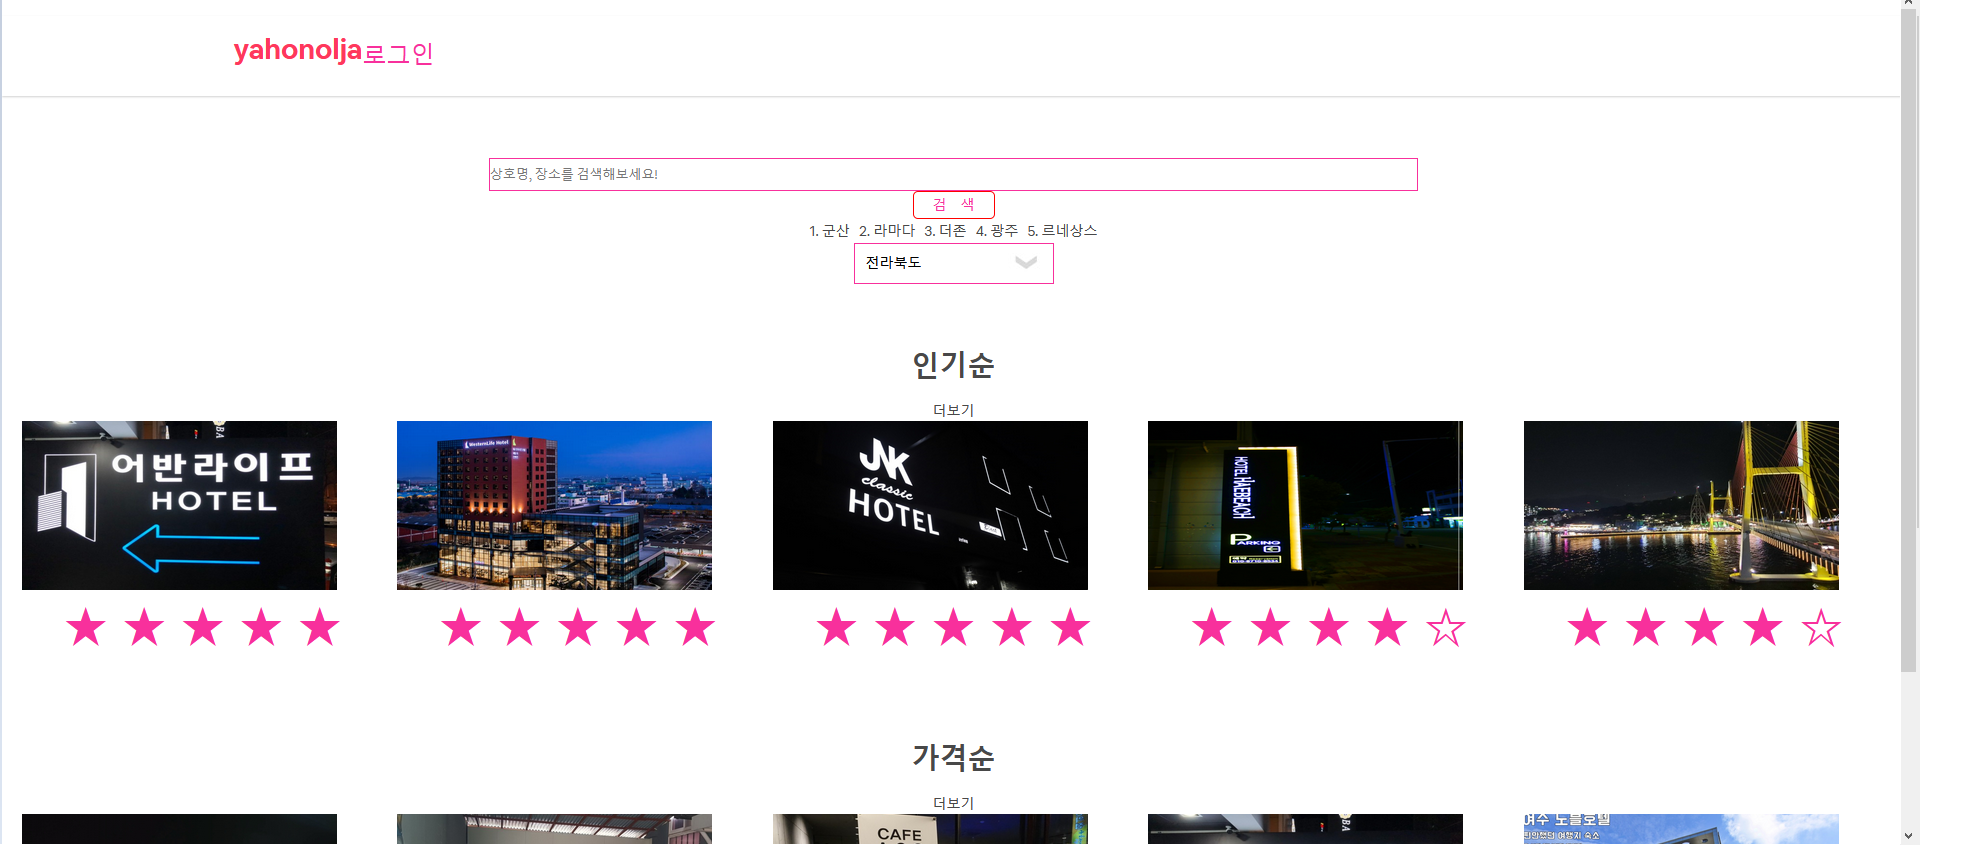 yahonolja로그인
상호명, 장소를 검색해보세요!
검 색
1. 군산 2. 라마다 3. 더존 4. 광주 5. 르네상스
전라북도
인기순
더보기
어반라이프
HOTEL
WesternLife Hotel
JNK
classic
HOTEL
HOTEL HAEBEACH
PARKING
가격순
더보기
CAFE
여수 노블호텔